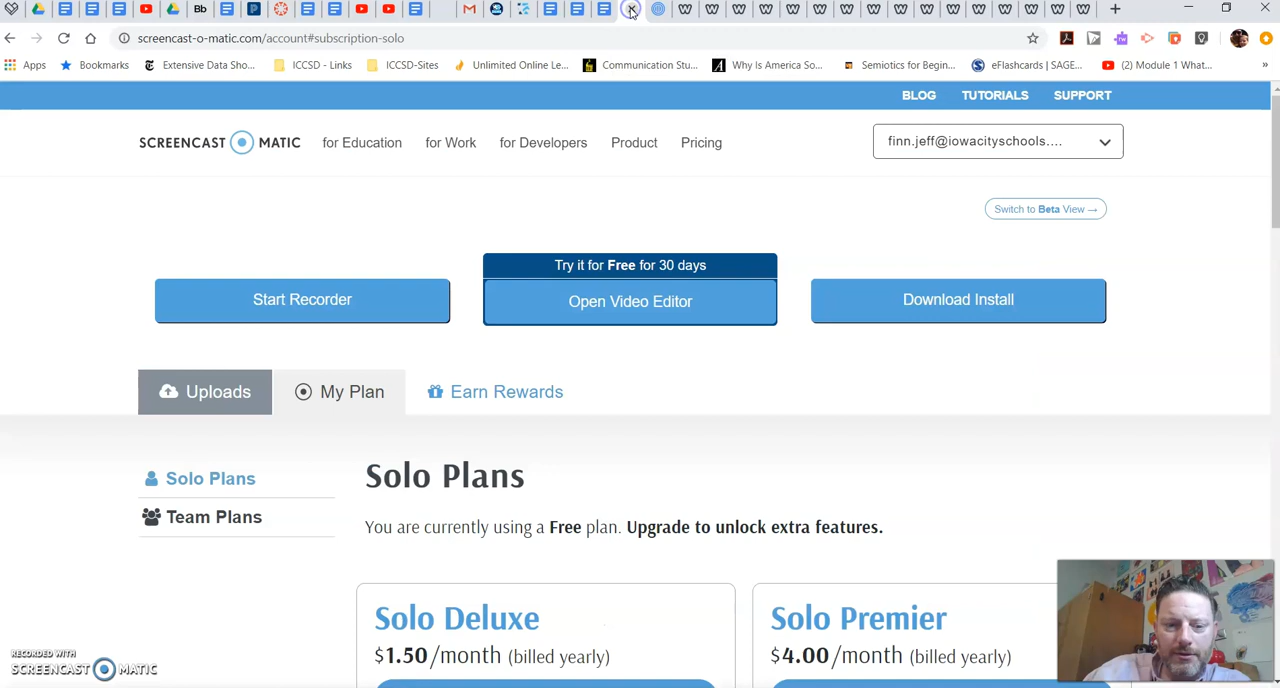 screencast-o-matic.com/account#subscription-solo
Apps Bookmarks Extensive Data Sho... ICCSD - Links ICCSD-Sites Unlimited Online Le... Communication Stu... Why Is America So... Semiotics for Begin... eFlashcards | SAGE... (2) Module 1 What... »
BLOG TUTORIALS SUPPORT
SCREENCAST MATIC for Education for Work for Developers Product Pricing finn.jeff@iowacityschools....
Switch to Beta View →
Try it for Free for 30 days
Start Recorder Open Video Editor Download Install
Uploads My Plan Earn Rewards
Solo Plans
Team Plans
Solo Plans
You are currently using a Free plan. Upgrade to unlock extra features.
Solo Deluxe
$1.50/month (billed yearly)
Solo Premier
$4.00/month (billed yearly)
RECORDED WITH
SCREENCAST MATIC